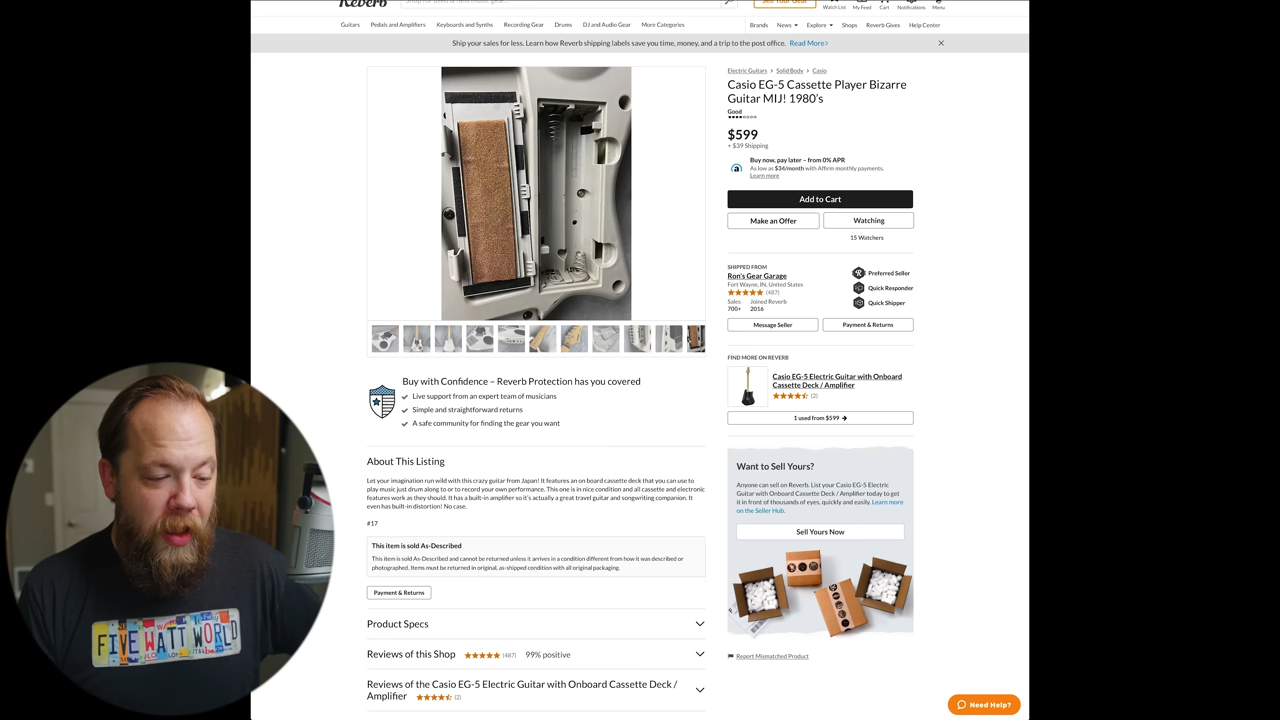 Reverb
Shop for used & new music gear...
Sell Your Gear
Watch List
My Feed
Cart
Notifications
Menu
Guitars
Pedals and Amplifiers
Keyboards and Synths
Recording Gear
Drums
DJ and Audio Gear
More Categories
Brands
News
Explore
Shops
Reverb Gives
Help Center
Ship your sales for less. Learn how Reverb shipping labels save you time, money, and a trip to the post office. Read More>
Electric Guitars > Solid Body > Casio
Casio EG-5 Cassette Player Bizarre
Guitar MIJ! 1980's
Good
$599
+ $39 Shipping
Buy now, pay later – from 0% APR
As low as $34/month with Affirm monthly payments.
Learn more
Add to Cart
Make an Offer
Watching
15 Watchers
SHIPPED FROM
Ron's Gear Garage
Fort Wayne, IN, United States
(487)
Sales
Joined Reverb
700+
2016
Preferred Seller
Quick Responder
Quick Shipper
Message Seller
Payment & Returns
FIND MORE ON REVERB
Casio EG-5 Electric Guitar with Onboard
Cassette Deck / Amplifier
(2)
1 used from $599
Want to Sell Yours?
Anyone can sell on Reverb. List your Casio EG-5 Electric
Guitar with Onboard Cassette Deck / Amplifier today to get
it in front of thousands of eyes, quickly and easily. Learn more
on the Seller Hub.
Sell Yours Now
Report Mismatched Product
Buy with Confidence – Reverb Protection has you covered
Live support from an expert team of musicians
Simple and straightforward returns
A safe community for finding the gear you want
About This Listing
Let your imagination run wild with this crazy guitar from Japan! It features an on board cassette deck that you can use to
play music just drum along to or to record your own performance. This one is in nice condition and all cassette and electronic
features work as they should. It has a built-in amplifier so it's actually a great travel guitar and songwriting companion. It
even has built-in distortion! No case.
#17
This item is sold As-Described
This item is sold As-Described and cannot be returned unless it arrives in a condition different from how it was described or
photographed. Items must be returned in original, as-shipped condition with all original packaging.
Payment & Returns
Product Specs
Reviews of this Shop (487) 99% positive
Reviews of the Casio EG-5 Electric Guitar with Onboard Cassette Deck /
Amplifier (2)
Need Help?
FIVE WATT WORLD